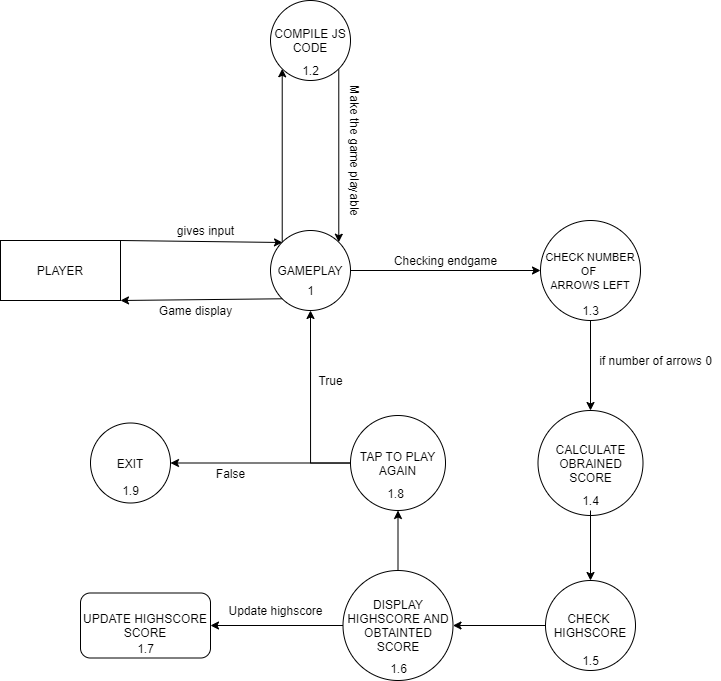 COMPILE JS
CODE
1.2
Make the game playable
gives input
PLAYER
GAMEPLAY
1
Checking endgame
CHECK NUMBER
OF
ARROWS LEFT
1.3
Game display
if number of arrows 0
True
EXIT
1.9
False
TAP TO PLAY
AGAIN
1.8
CALCULATE
OBRAINED
SCORE
1.4
UPDATE HIGHSCORE
SCORE
1.7
Update highscore
DISPLAY
HIGHSCORE AND
OBTAINTED
SCORE
1.6
CHECK
HIGHSCORE
1.5